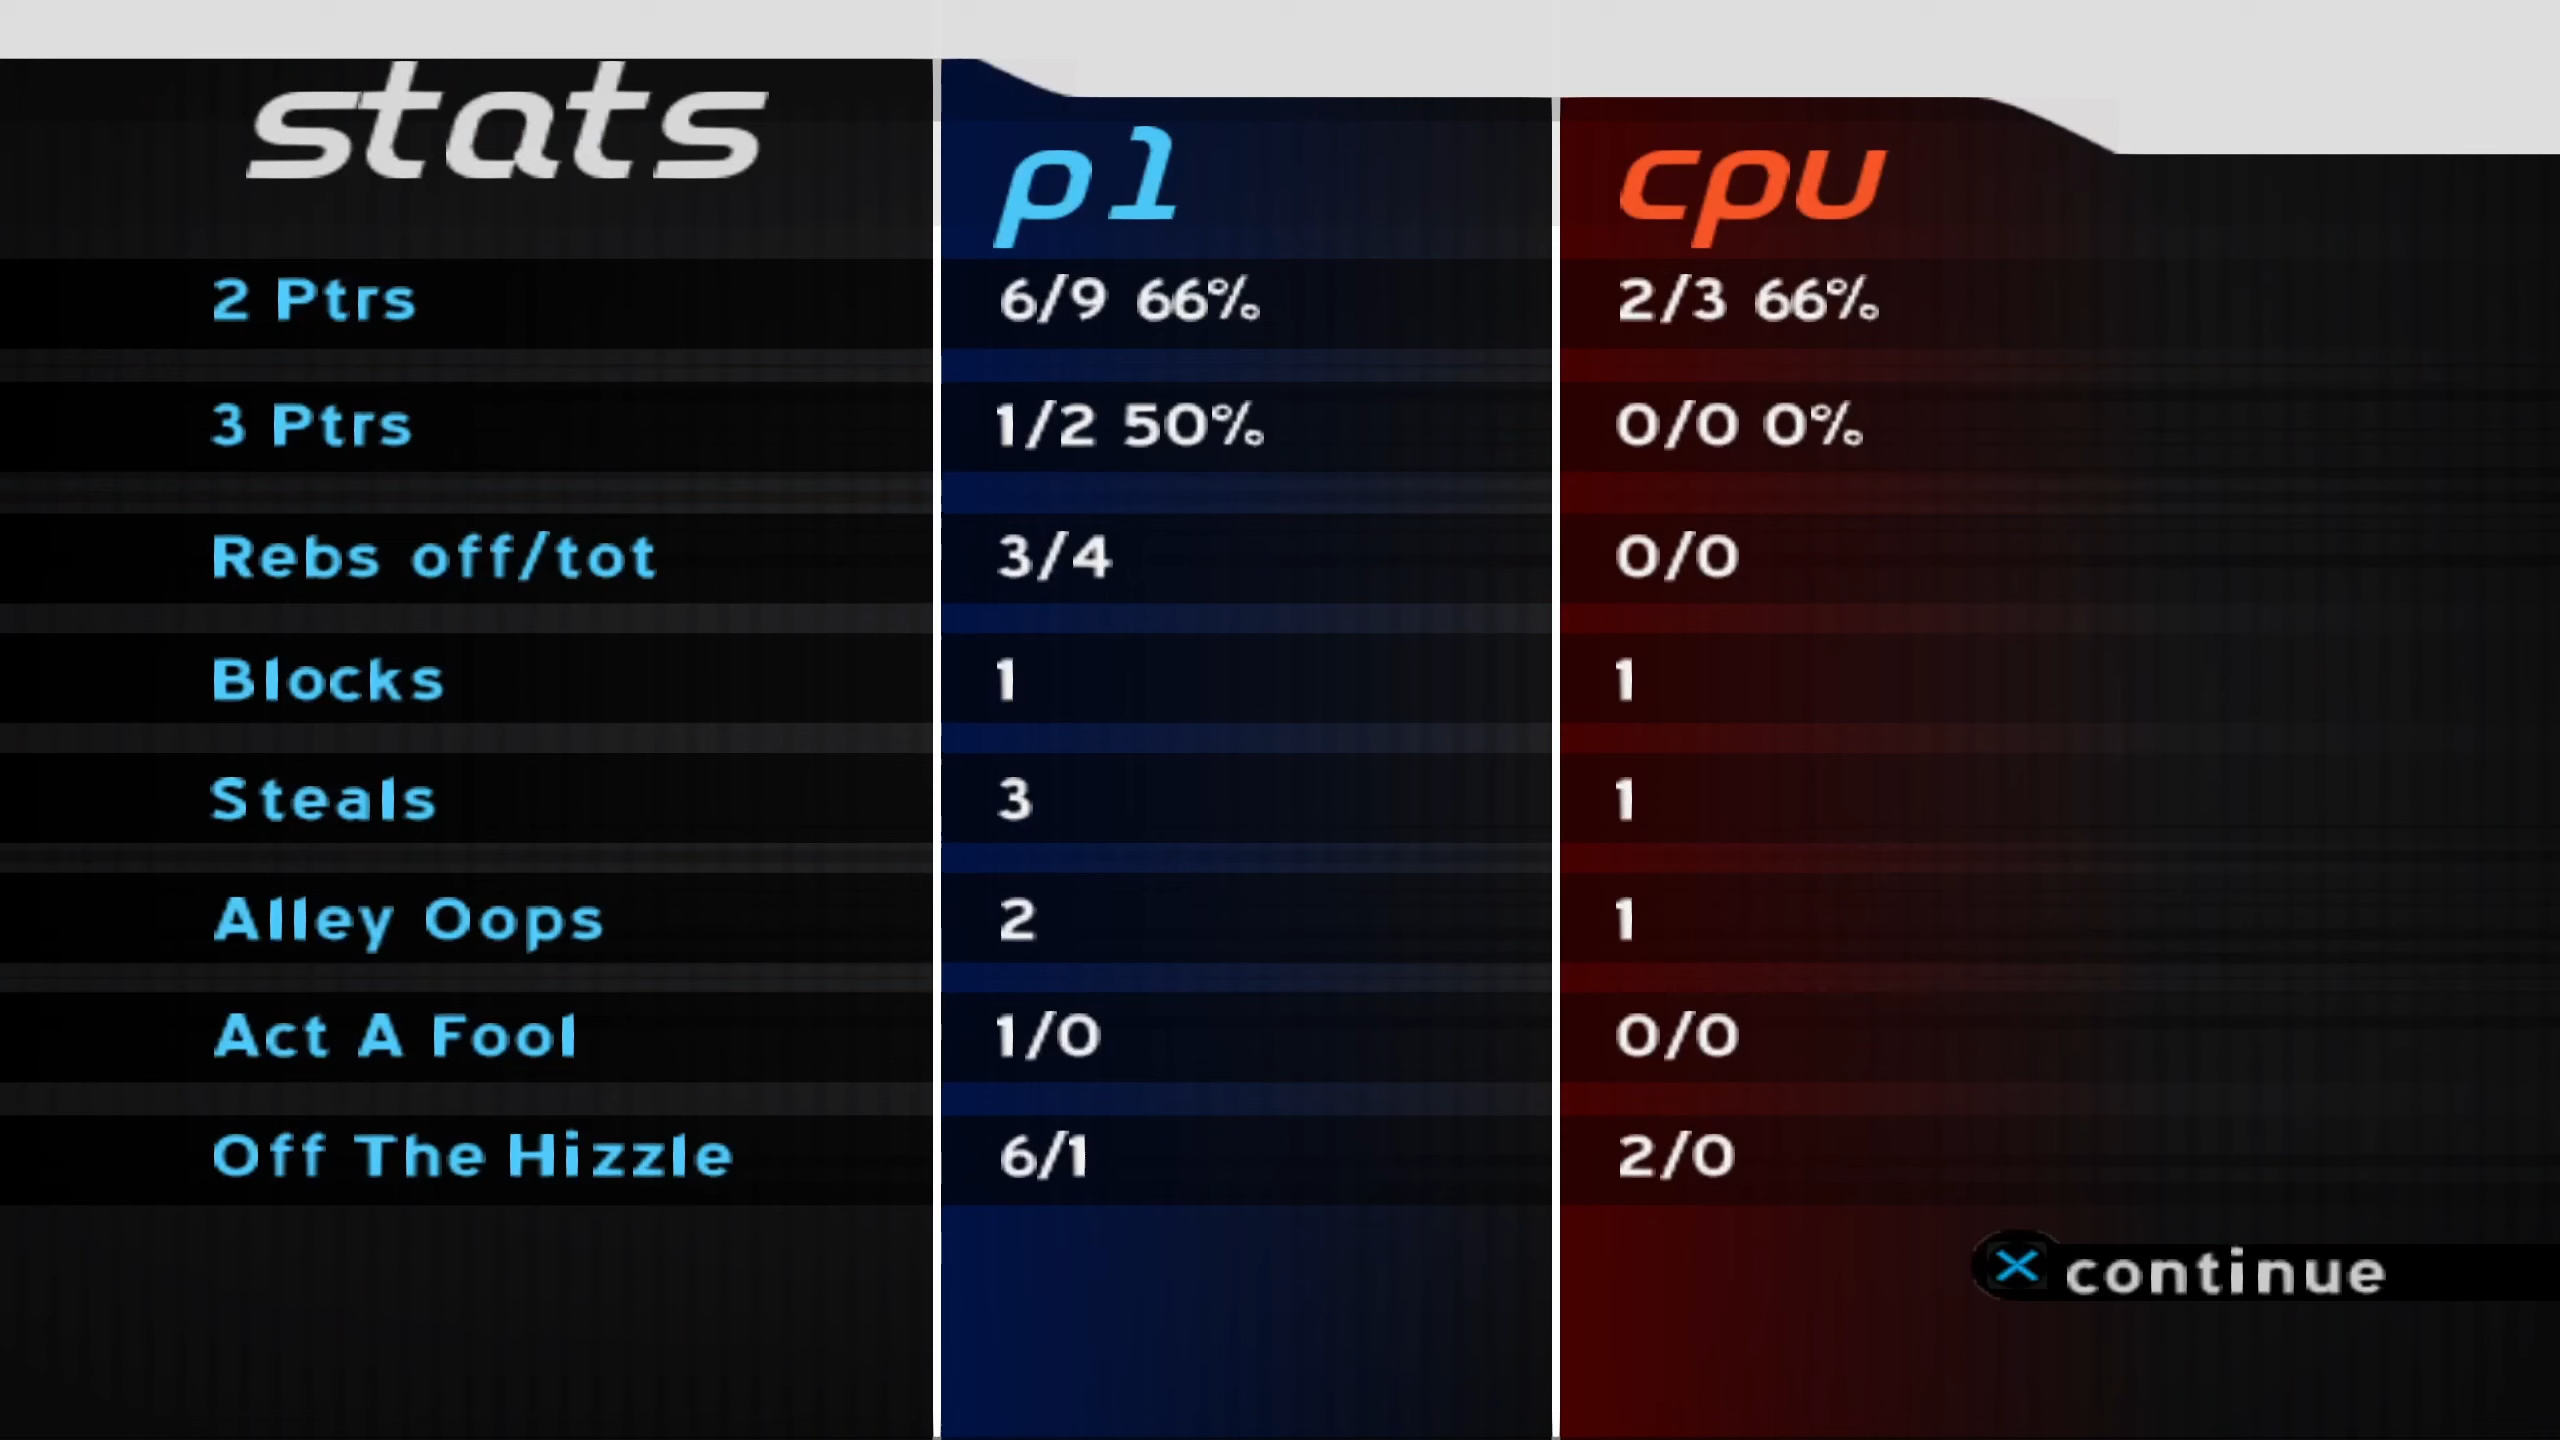 stats p1 cpu
2 Ptrs 6/9 66% 2/3 66%
3 Ptrs 1/2 50% 0/0 0%
Rebs off/tot 3/4 0/0
Blocks 1 1
Steals 3 1
Alley Oops 2 1
Act A Fool 1/0 0/0
Off The Hizzle 6/1 2/0
continue